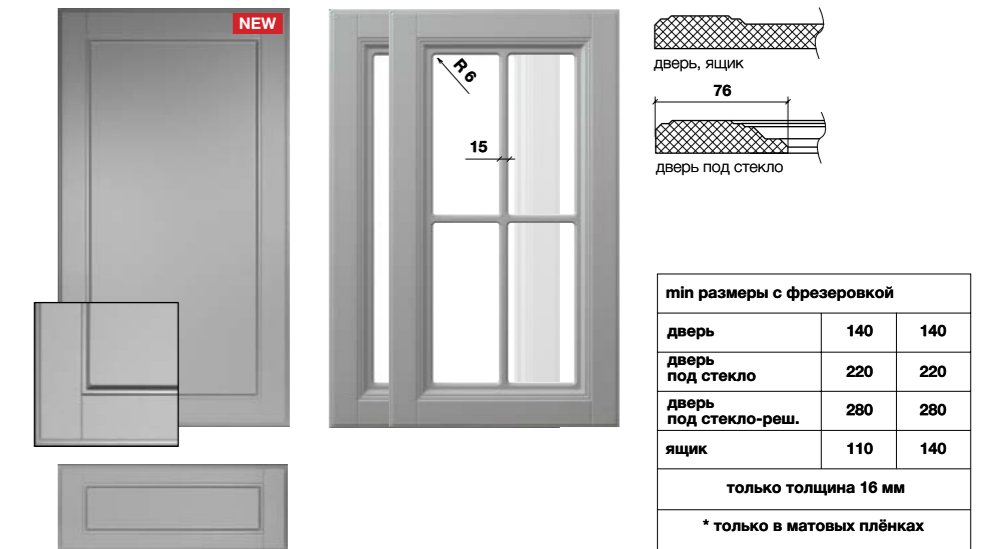 NEW
R 6
15
дверь, ящик
76
дверь под стекло
min размеры с фрезеровкой
дверь 140 140
дверь
под стекло 220 220
дверь
под стекло-реш. 280 280
ящик 110 140
только толщина 16 мм
* только в матовых плёнках